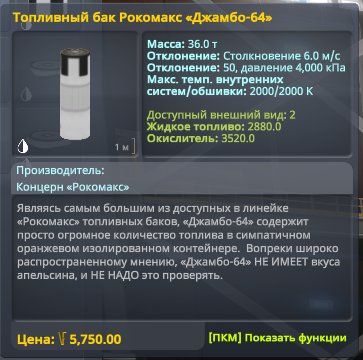 Топливный бак Рокомакс «Джамбо-64»
Масса: 36.0 т
Отклонение: Столкновение 6.0 м/с
Отклонение: 50, давление 4,000 кПа
Макс. темп. внутренних
систем/обшивки: 2000/2000 К
Доступный внешний вид: 2
Жидкое топливо: 2880.0
Окислитель: 3520.0
1 м
Производитель:
Концерн «Рокомакс»
Являясь самым большим из доступных в линейке
«Рокомакс» топливных баков, «Джамбо-64» содержит
просто огромное количество топлива в симпатичном
оранжевом изолированном контейнере. Вопреки широко
распространенному мнению, «Джамбо-64» НЕ ИМЕЕТ вкуса
апельсина, и НЕ НАДО это проверять.
Цена: 5,750.00
[ПКМ] Показать функции